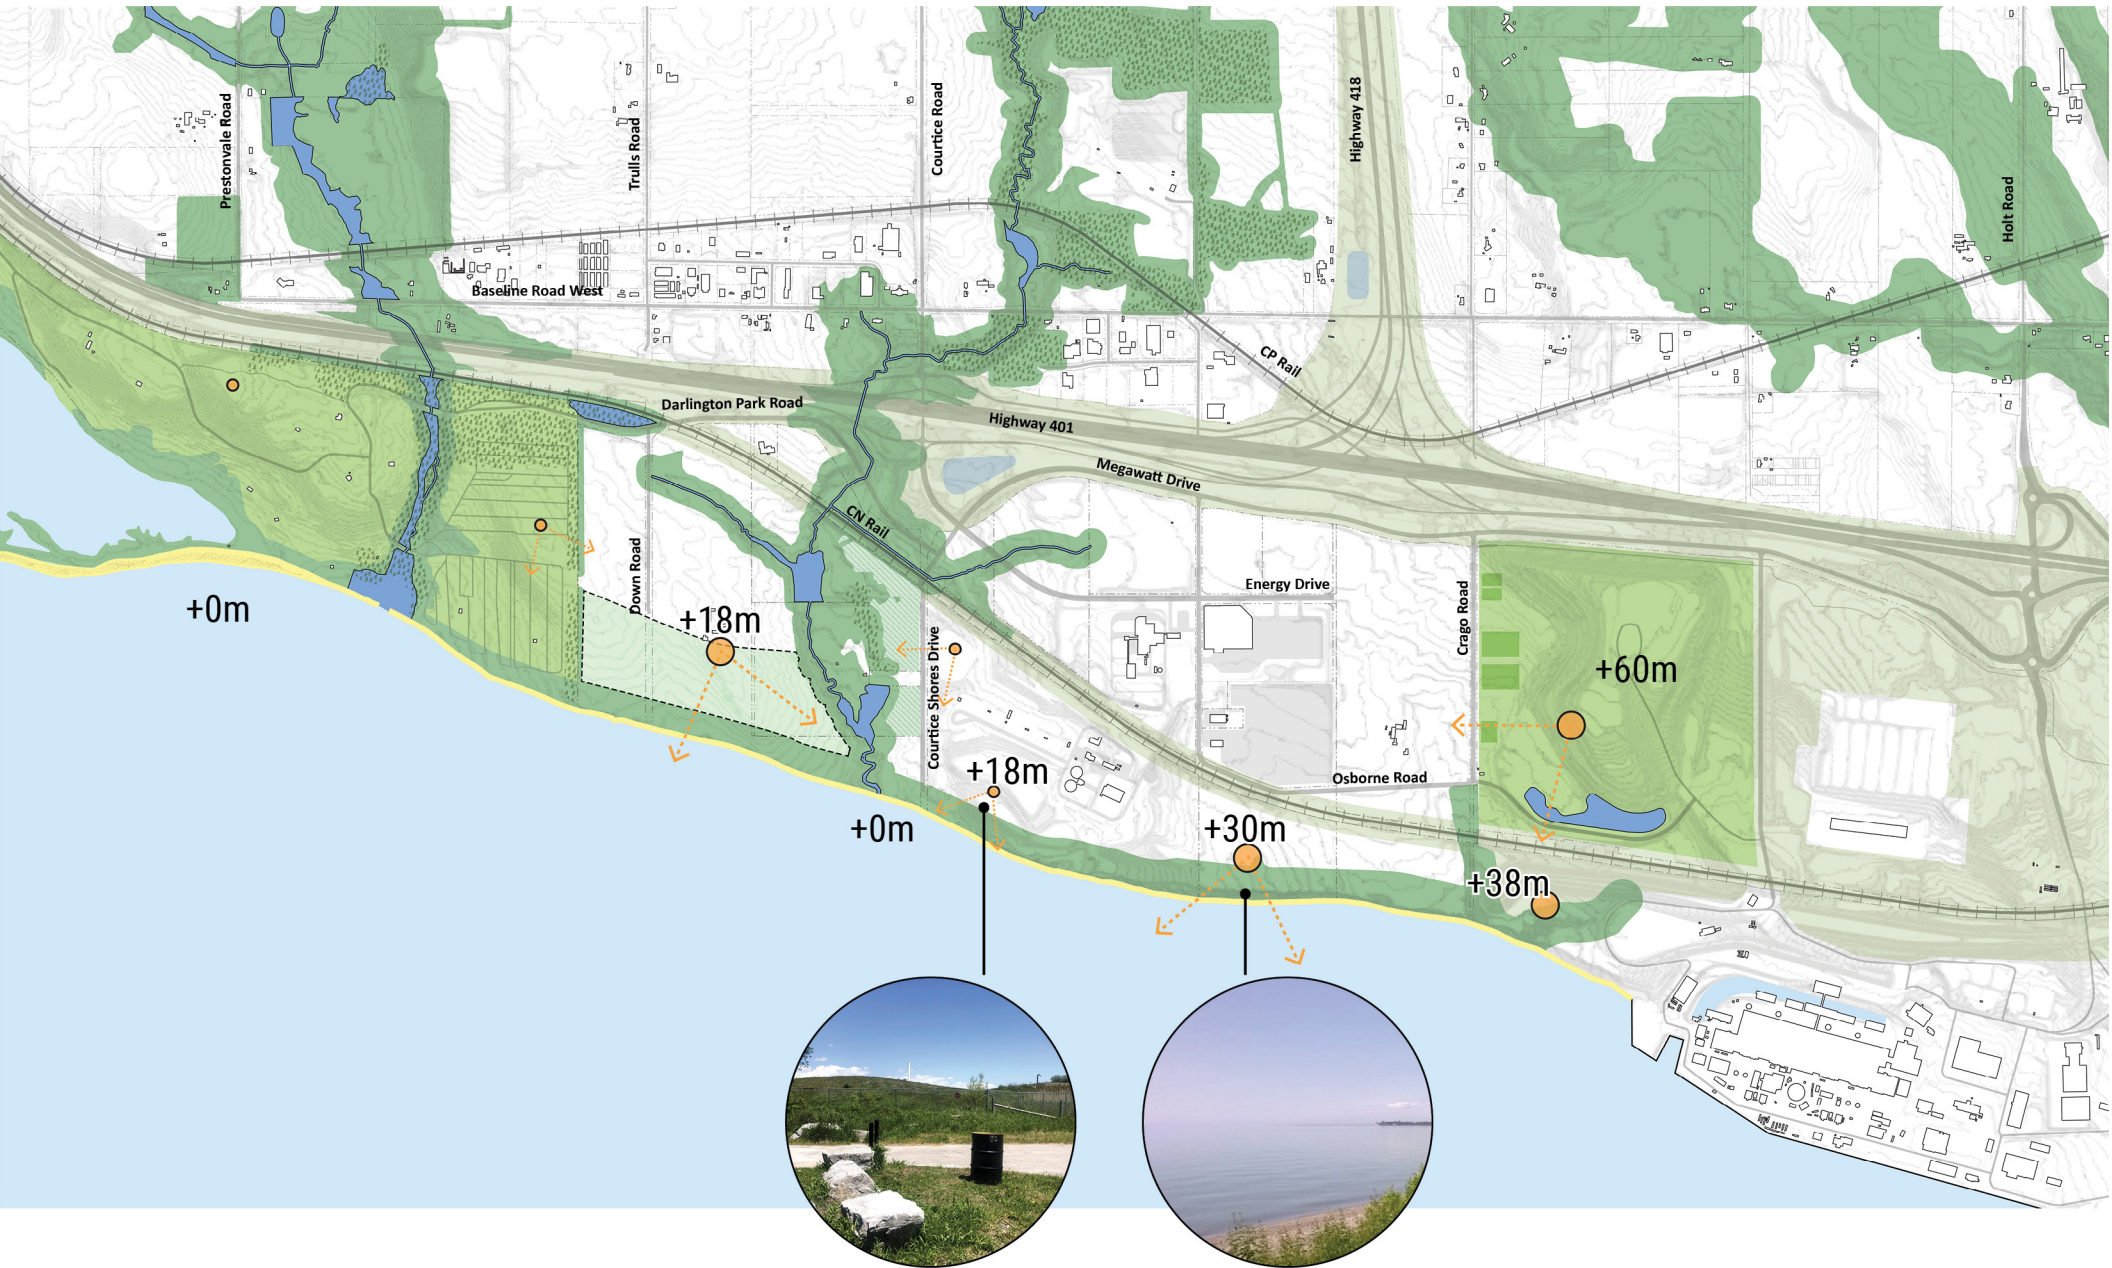 Prestonvale Road
Trulls Road
Courtice Road
Highway 418
Holt Road
Baseline Road West
CP Rail
Darlington Park Road
Highway 401
Megawatt Drive
CN Rail
Down Road
Energy Drive
Crago Road
+0m
+18m
Courtice Shores Drive
+60m
+18m
Osborne Road
+0m
+30m
+38m